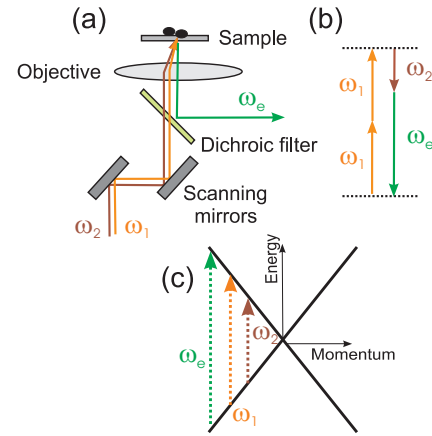 (a)
Sample
Objective
ωe
Dichroic filter
Scanning
mirrors
ω2 ω1
(b)
ω1
ω2
ω1
ωe
(c)
Energy
Momentum
ωe
ω1
ω2